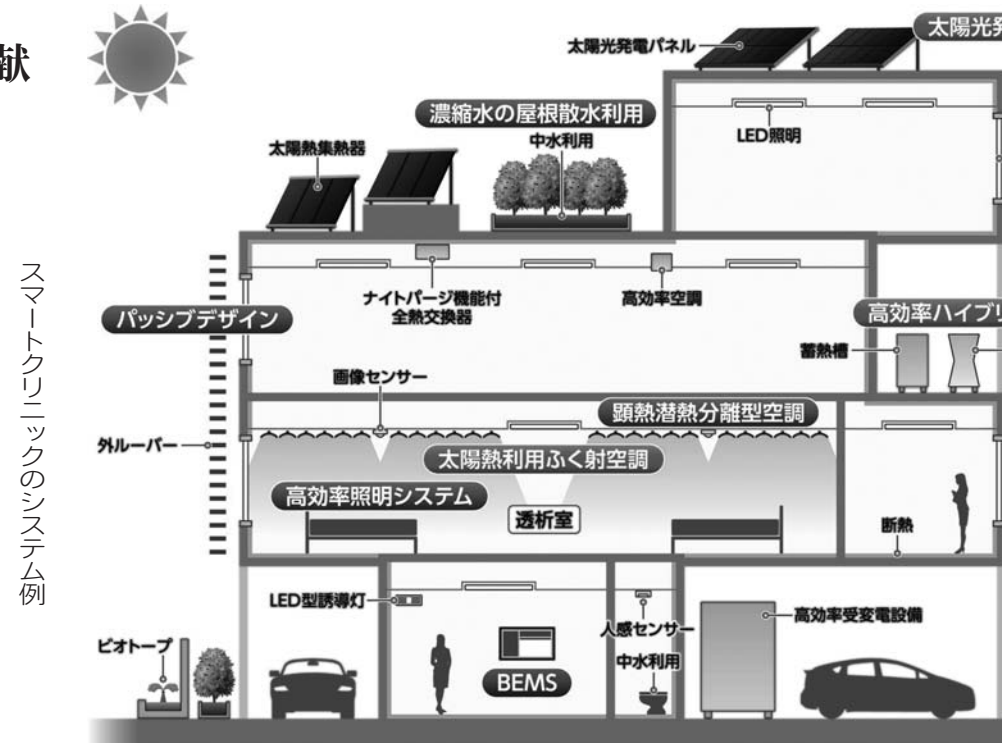 献
スマートクリニックのシステム例
太陽光発電パネル
太陽光発
濃縮水の屋根散水利用
中水利用
太陽熱集熱器
LED照明
パッシブデザイン
ナイトパージ機能付
全熱交換器
高効率空調
高効率ハイブリ
蓄熱槽
画像センサー
顕熱潜熱分離型空調
外ルーバー
太陽熱利用ふく射空調
高効率照明システム
透析室
断熱
LED型誘導灯
人感センサー
高効率受変電設備
ビオトープ
中水利用
BEMS